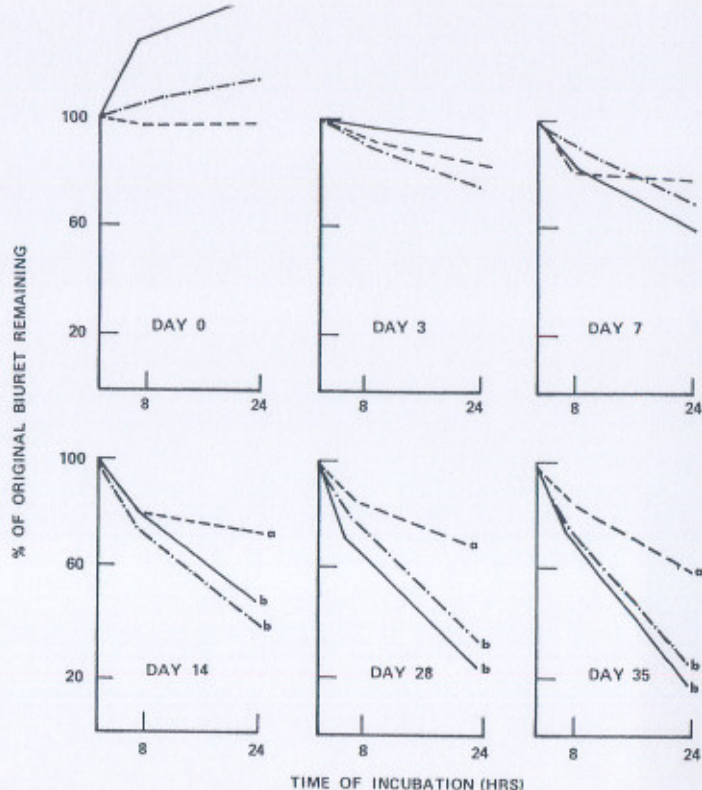 % OF ORIGINAL BIURET REMAINING
100
60
20
DAY 0
8
24
DAY 3
8
24
DAY 7
8
24
100
60
20
a
b
b
DAY 14
8
24
a
b
b
DAY 28
8
24
a
b
b
DAY 35
8
24
TIME OF INCUBATION (HRS)